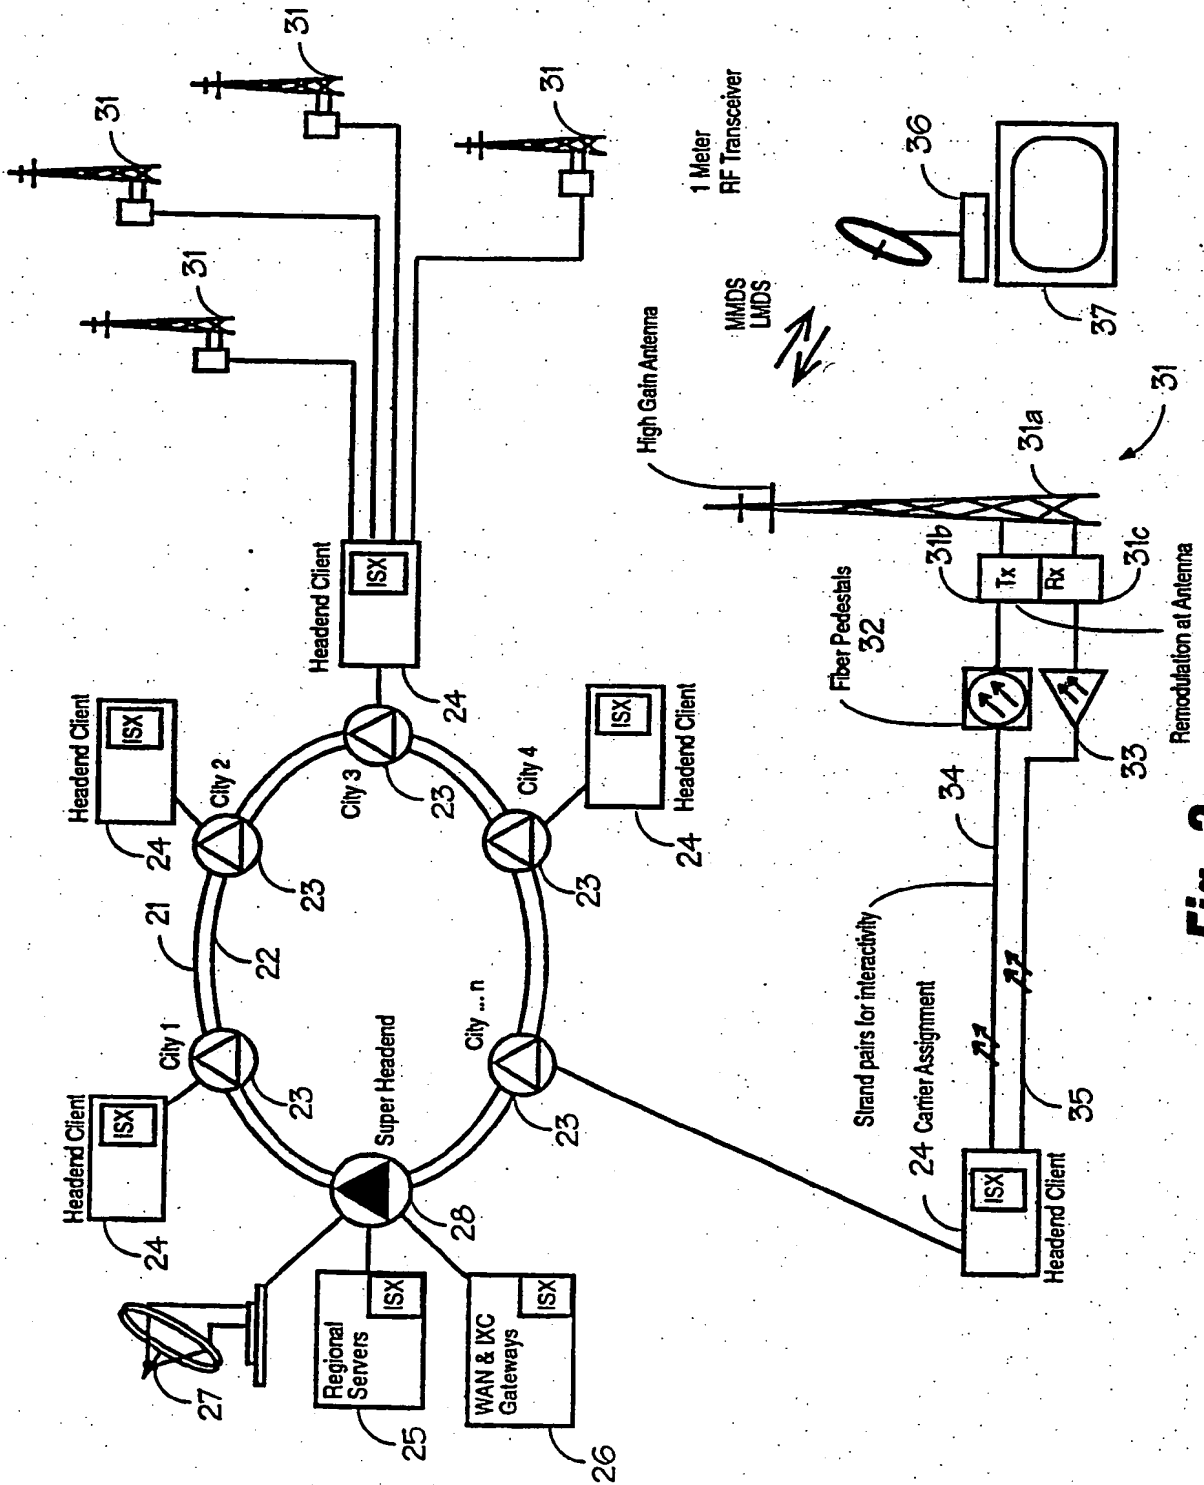 31
31
31
31
Headend Client
ISX
24
Headend Client
ISX
24
City 2
23
City 3
23
21
22
City 1
23
Headend Client
ISX
24
City 4
23
ISX
Headend Client
24
City ... n
23
Super Headend
28
27
Regional
Servers
ISX
25
WAN & IXC
Gateways
ISX
26
1 Meter
RF Transceiver
36
37
MMDS
LMDS
High Gain Antenna
31
31a
31b
Tx
Rx
31c
Remodulation at Antenna
Fiber Pedestals
32
33
34
Strand pairs for interactivity
35
24 Carrier Assignment
ISX
Headend Client